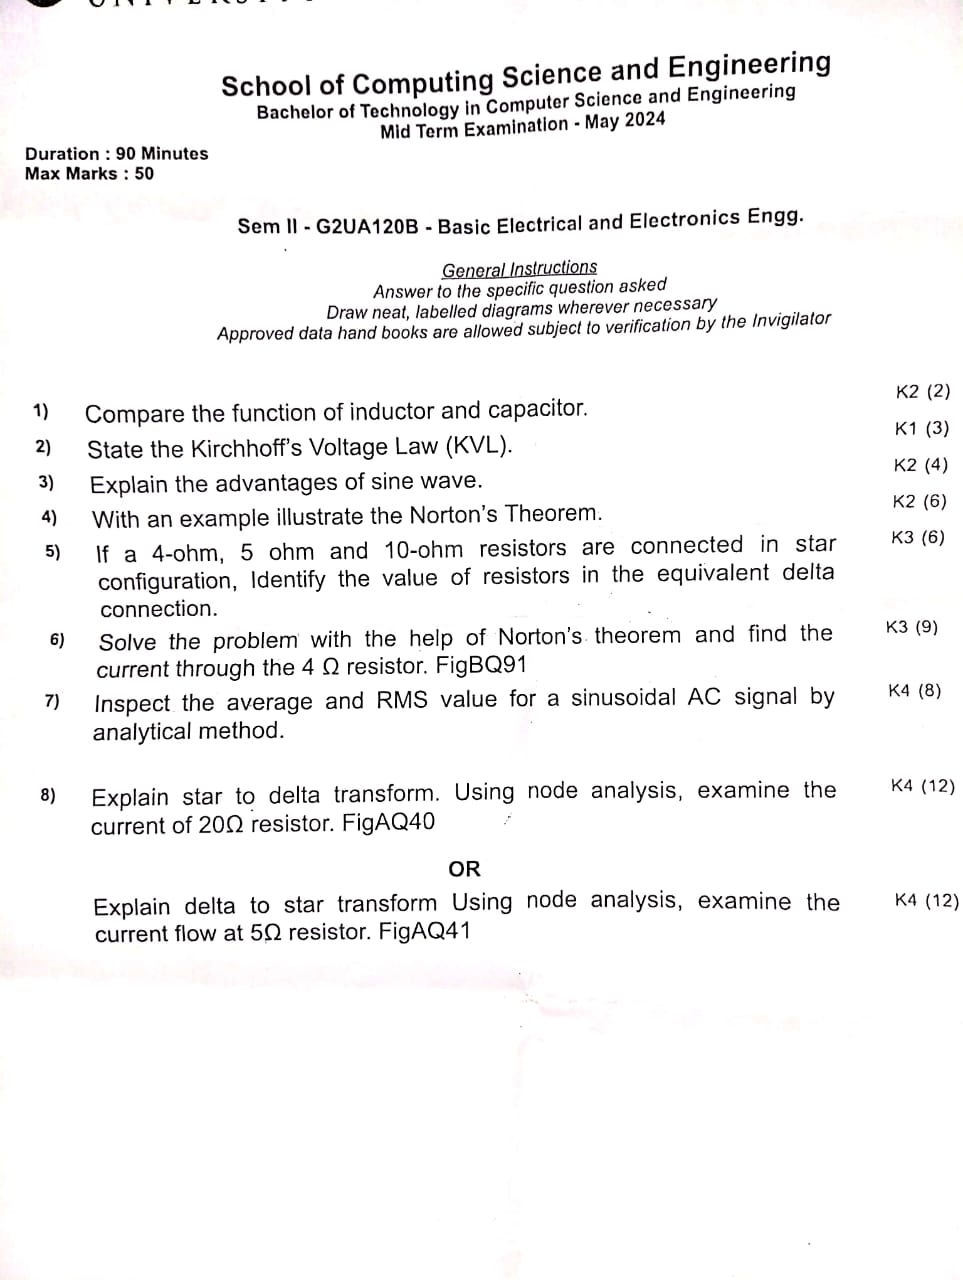 School of Computing Science and Engineering
Bachelor of Technology in Computer Science and Engineering
Mid Term Examination - May 2024
Duration : 90 Minutes
Max Marks : 50
Sem II - G2UA120B - Basic Electrical and Electronics Engg.
General Instructions
Answer to the specific question asked
Draw neat, labelled diagrams wherever necessary
Approved data hand books are allowed subject to verification by the Invigilator
1) Compare the function of inductor and capacitor. K2 (2)
2) State the Kirchhoff's Voltage Law (KVL). K1 (3)
3) Explain the advantages of sine wave. K2 (4)
4) With an example illustrate the Norton's Theorem. K2 (6)
5) If a 4-ohm, 5 ohm and 10-ohm resistors are connected in star K3 (6)
configuration, Identify the value of resistors in the equivalent delta
connection.
6) Solve the problem with the help of Norton's theorem and find the K3 (9)
current through the 4 Ω resistor. FigBQ91
7) Inspect the average and RMS value for a sinusoidal AC signal by K4 (8)
analytical method.
8) Explain star to delta transform. Using node analysis, examine the K4 (12)
current of 20Ω resistor. FigAQ40
OR
Explain delta to star transform Using node analysis, examine the K4 (12)
current flow at 5Ω resistor. FigAQ41